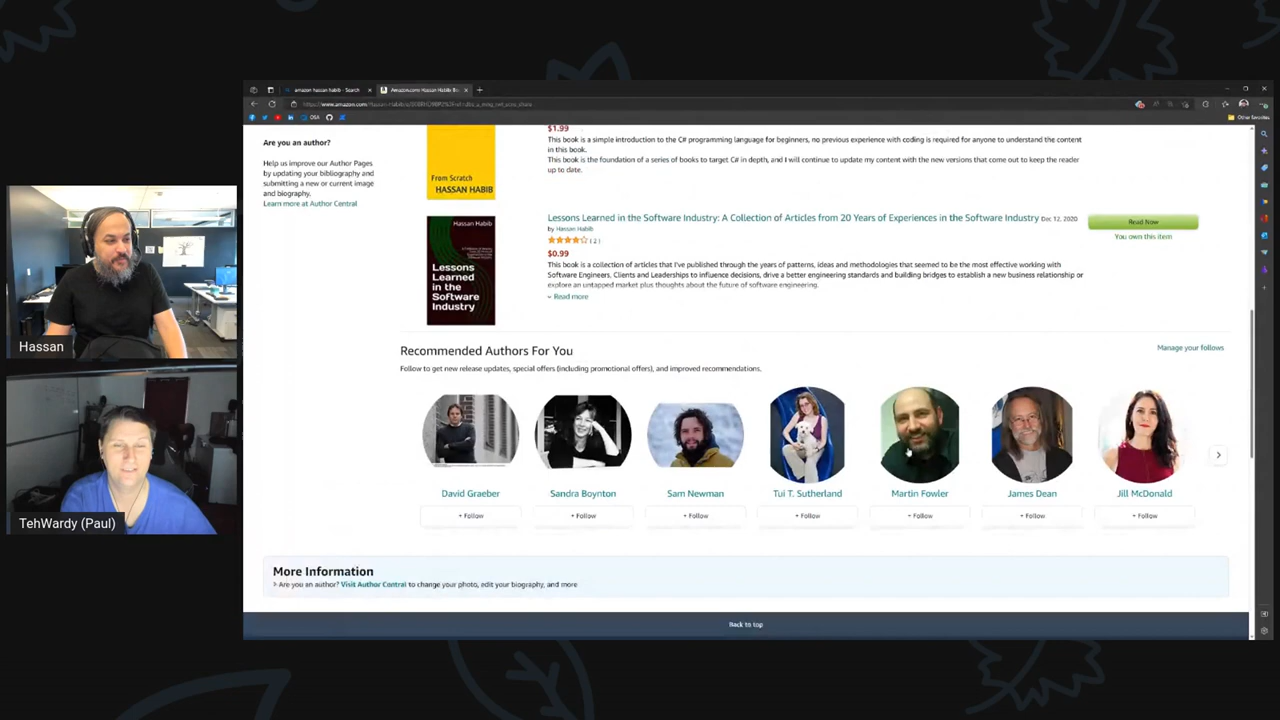 amazon hassan habib - Search
Amazon.com: Hassan Habib: Bo
Other favorites
OSA
Are you an author?
Help us improve our Author Pages
by updating your bibliography and
submitting a new or current image
and biography.
Learn more at Author Central
From Scratch
HASSAN HABIB
$1.99
This book is a simple introduction to the C# programming language for beginners, no previous experience with coding is required for anyone to understand the content
in this book.
This book is the foundation of a series of books to target C# in depth, and I will continue to update my content with the new versions that come out to keep the reader
up to date.
Hassan Habib
Lessons
Learned
in the
Software
Industry
Lessons Learned in the Software Industry: A Collection of Articles from 20 Years of Experiences in the Software Industry Dec 12, 2020
by Hassan Habib
(2)
$0.99
This book is a collection of articles that I've published through the years of patterns, ideas and methodologies that seemed to be the most effective working with
Software Engineers, Clients and Leaderships to influence decisions, drive a better engineering standards and building bridges to establish a new business relationship or
explore an untapped market plus thoughts about the future of software engineering.
Read more
Read Now
You own this item
Recommended Authors For You
Manage your follows
Follow to get new release updates, special offers (including promotional offers), and improved recommendations.
David Graeber
Sandra Boynton
Sam Newman
Tui T. Sutherland
Martin Fowler
James Dean
Jill McDonald
+ Follow
+ Follow
+ Follow
+ Follow
+ Follow
+ Follow
+ Follow
More Information
Are you an author? Visit Author Central to change your photo, edit your biography, and more
Back to top
Hassan
TehWardy (Paul)